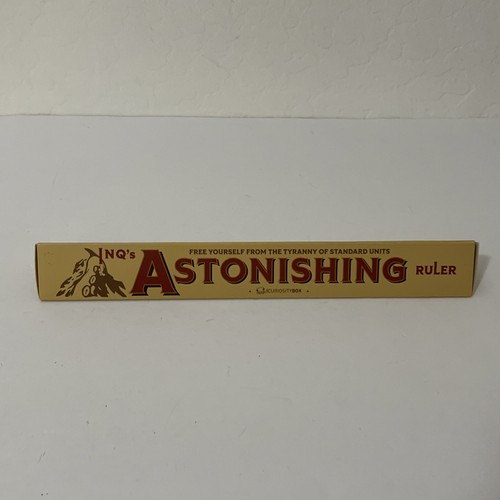 FREE YOURSELF FROM THE TYRANNY OF STANDARD UNITS
INQ's ASTONISHING RULER